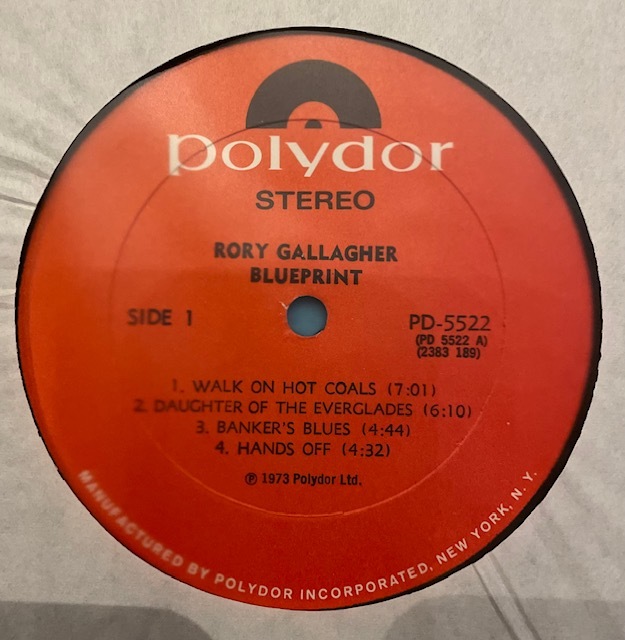 polydor
STEREO
RORY GALLAGHER
BLUEPRINT
SIDE 1
PD-5522
(PD 5522 A)
(2383 189)
1. WALK ON HOT COALS (7:01)
2. DAUGHTER OF THE EVERGLADES (6:10)
3. BANKER'S BLUES (4:44)
4. HANDS OFF (4:32)
℗ 1973 Polydor Ltd.
MANUFACTURED BY POLYDOR INCORPORATED, NEW YORK, N. Y.